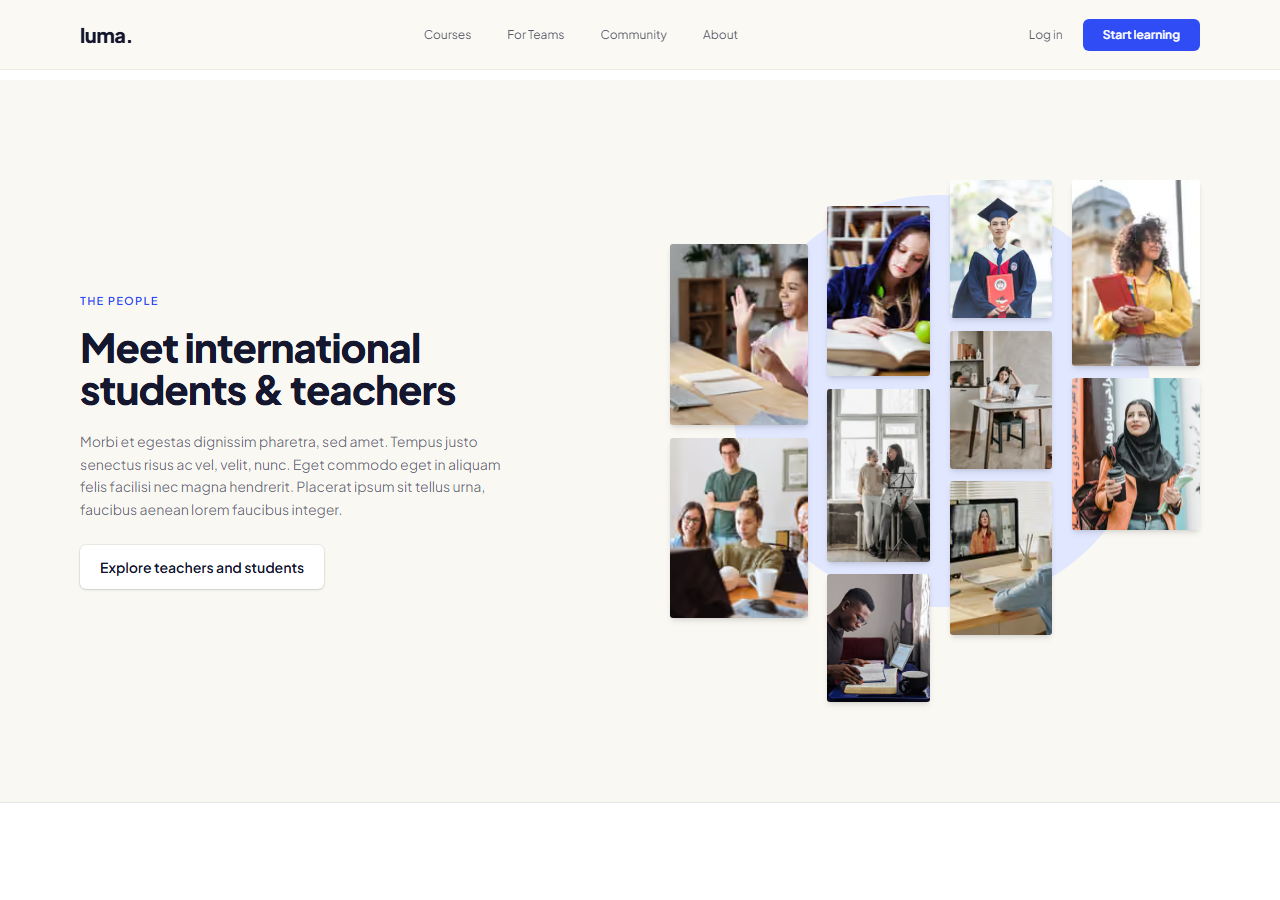 luma.
Courses
For Teams
Community
About
Log in
Start learning
THE PEOPLE
Meet international
students & teachers
Morbi et egestas dignissim pharetra, sed amet. Tempus justo
senectus risus ac vel, velit, nunc. Eget commodo eget in aliquam
felis facilisi nec magna hendrerit. Placerat ipsum sit tellus urna,
faucibus aenean lorem faucibus integer.
Explore teachers and students